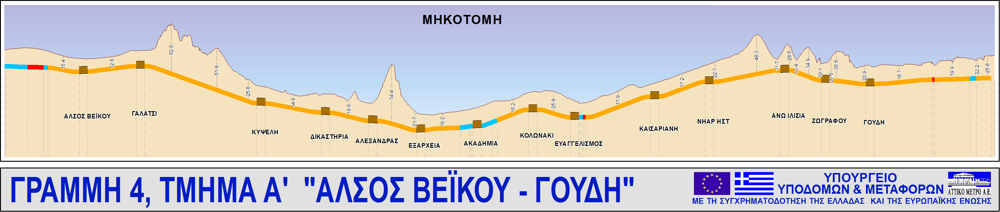 ΜΗΚΟΤΟΜΗ
15.4
12.6
62.6
51.8
25.8
14.6
19.6
74.4
21.7
16.2
16.2
25.8
17.9
17.2
22.7
48.3
11.7
28.5
13.4
34.9
19.1
26.6
35.5
20.9
18.7
19.9
22.2
25.8
ΑΛΣΟΣ ΒΕΪΚΟΥ
ΓΑΛΑΤΣΙ
ΚΥΨΕΛΗ
ΔΙΚΑΣΤΗΡΙΑ
ΑΛΕΞΑΝΔΡΑΣ
ΕΞΑΡΧΕΙΑ
ΑΚΑΔΗΜΙΑ
ΚΟΛΩΝΑΚΙ
ΕΥΑΓΓΕΛΙΣΜΟΣ
ΚΑΙΣΑΡΙΑΝΗ
ΝΗΑΡ ΗΣΤ
ΑΝΩ ΙΛΙΣΙΑ
ΖΩΓΡΑΦΟΥ
ΓΟΥΔΗ
ΓΡΑΜΜΗ 4, ΤΜΗΜΑ Α' "ΑΛΣΟΣ ΒΕΪΚΟΥ - ΓΟΥΔΗ"
ΥΠΟΥΡΓΕΙΟ
ΥΠΟΔΟΜΩΝ & ΜΕΤΑΦΟΡΩΝ
ΑΤΤΙΚΟ ΜΕΤΡΟ Α.Ε.
ΜΕ ΤΗ ΣΥΓΧΡΗΜΑΤΟΔΟΤΗΣΗ ΤΗΣ ΕΛΛΑΔΑΣ ΚΑΙ ΤΗΣ ΕΥΡΩΠΑΪΚΗΣ ΕΝΩΣΗΣ